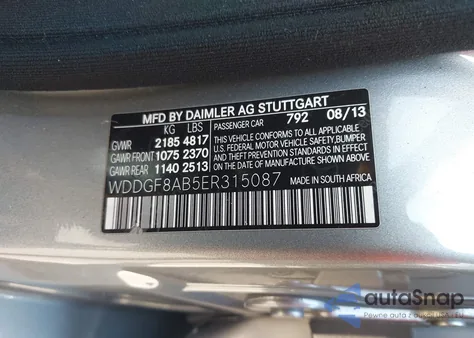 MFD BY DAIMLER AG STUTTGART
KG LBS PASSENGER CAR 792 08/13
GVWR 2185 4817
GAWR FRONT 1075 2370
GAWR REAR 1140 2513
THIS VEHICLE CONFORMS TO ALL APPLICABLE
U.S. FEDERAL MOTOR VEHICLE SAFETY, BUMPER
AND THEFT PREVENTION STANDARDS IN EFFECT
ON THE DATE OF MANUFACTURE SHOWN ABOVE.
WDDGF8AB5ER315087 MADE IN SOUTH AFRICA
autoSnap
Pewne auto z